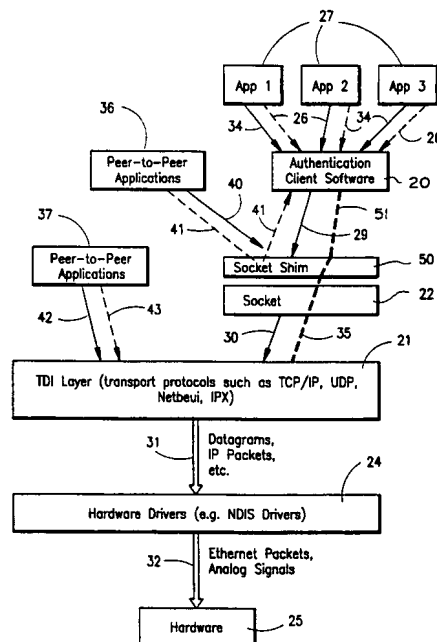 27
App 1
App 2
App 3
36
34
26
34
26
Peer-to-Peer
Applications
Authentication
Client Software
20
37
40
41
41
51
29
Peer-to-Peer
Applications
Socket Shim
50
Socket
22
42
43
30
35
21
TDI Layer (transport protocols such as TCP/IP, UDP,
Netbeui, IPX)
31
Datagrams,
IP Packets,
etc.
24
Hardware Drivers (e.g. NDIS Drivers)
32
Ethernet Packets,
Analog Signals
Hardware
25